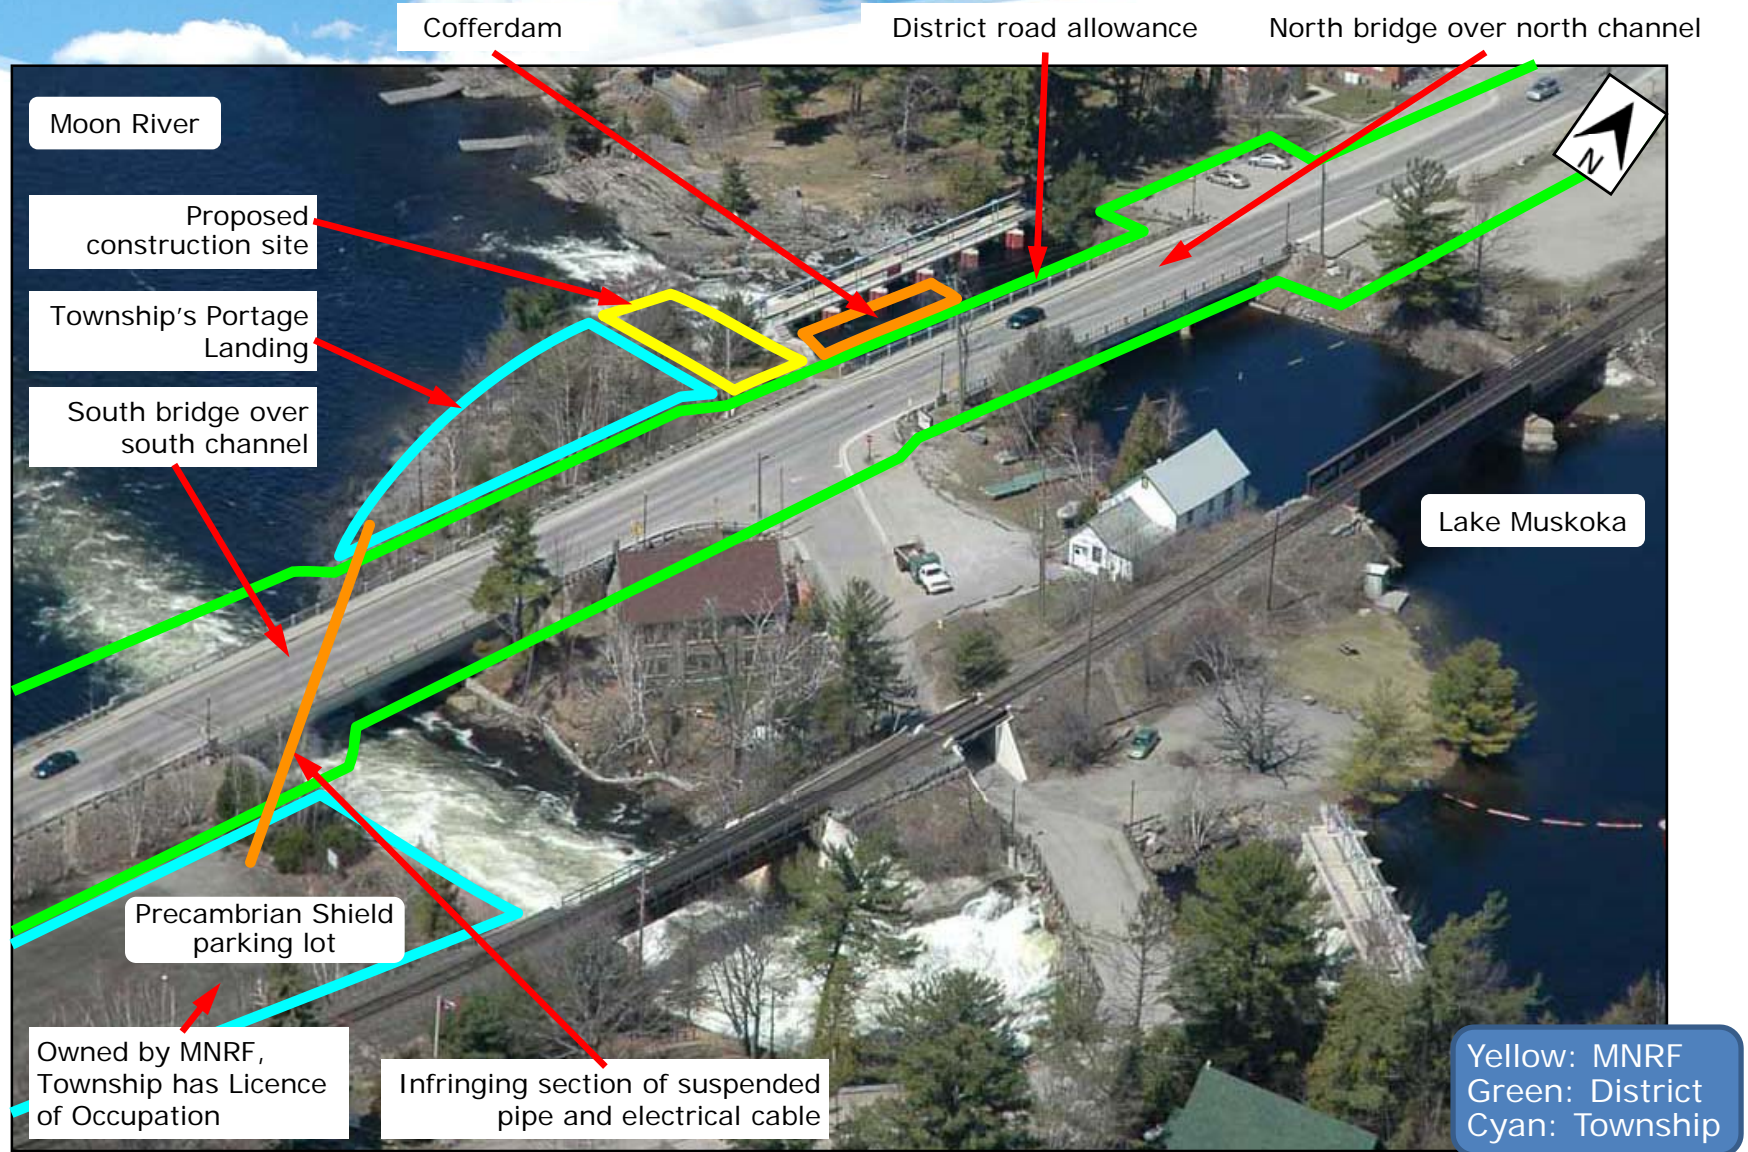 Cofferdam
District road allowance
North bridge over north channel
Moon River
N
Proposed
construction site
Township's Portage
Landing
South bridge over
south channel
Lake Muskoka
Precambrian Shield
parking lot
Owned by MNRF,
Township has Licence
of Occupation
Infringing section of suspended
pipe and electrical cable
Yellow: MNRF
Green: District
Cyan: Township